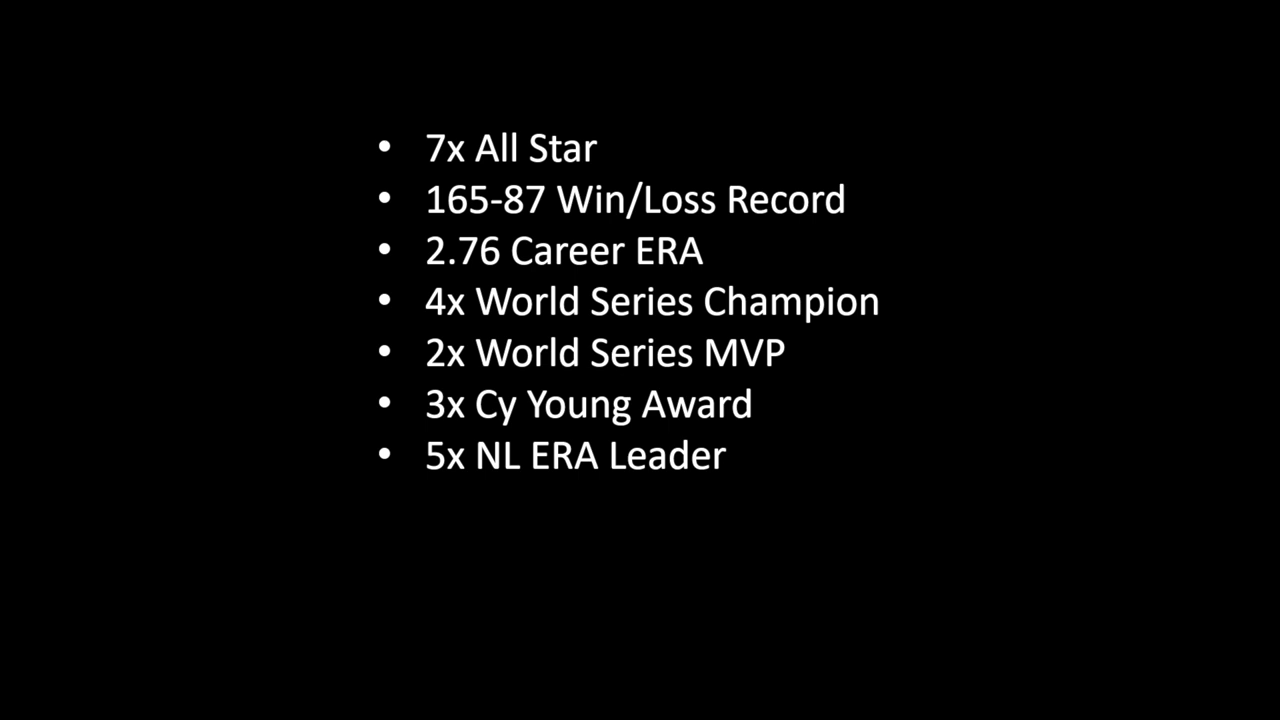 • 7x All Star
• 165-87 Win/Loss Record
• 2.76 Career ERA
• 4x World Series Champion
• 2x World Series MVP
• 3x Cy Young Award
• 5x NL ERA Leader